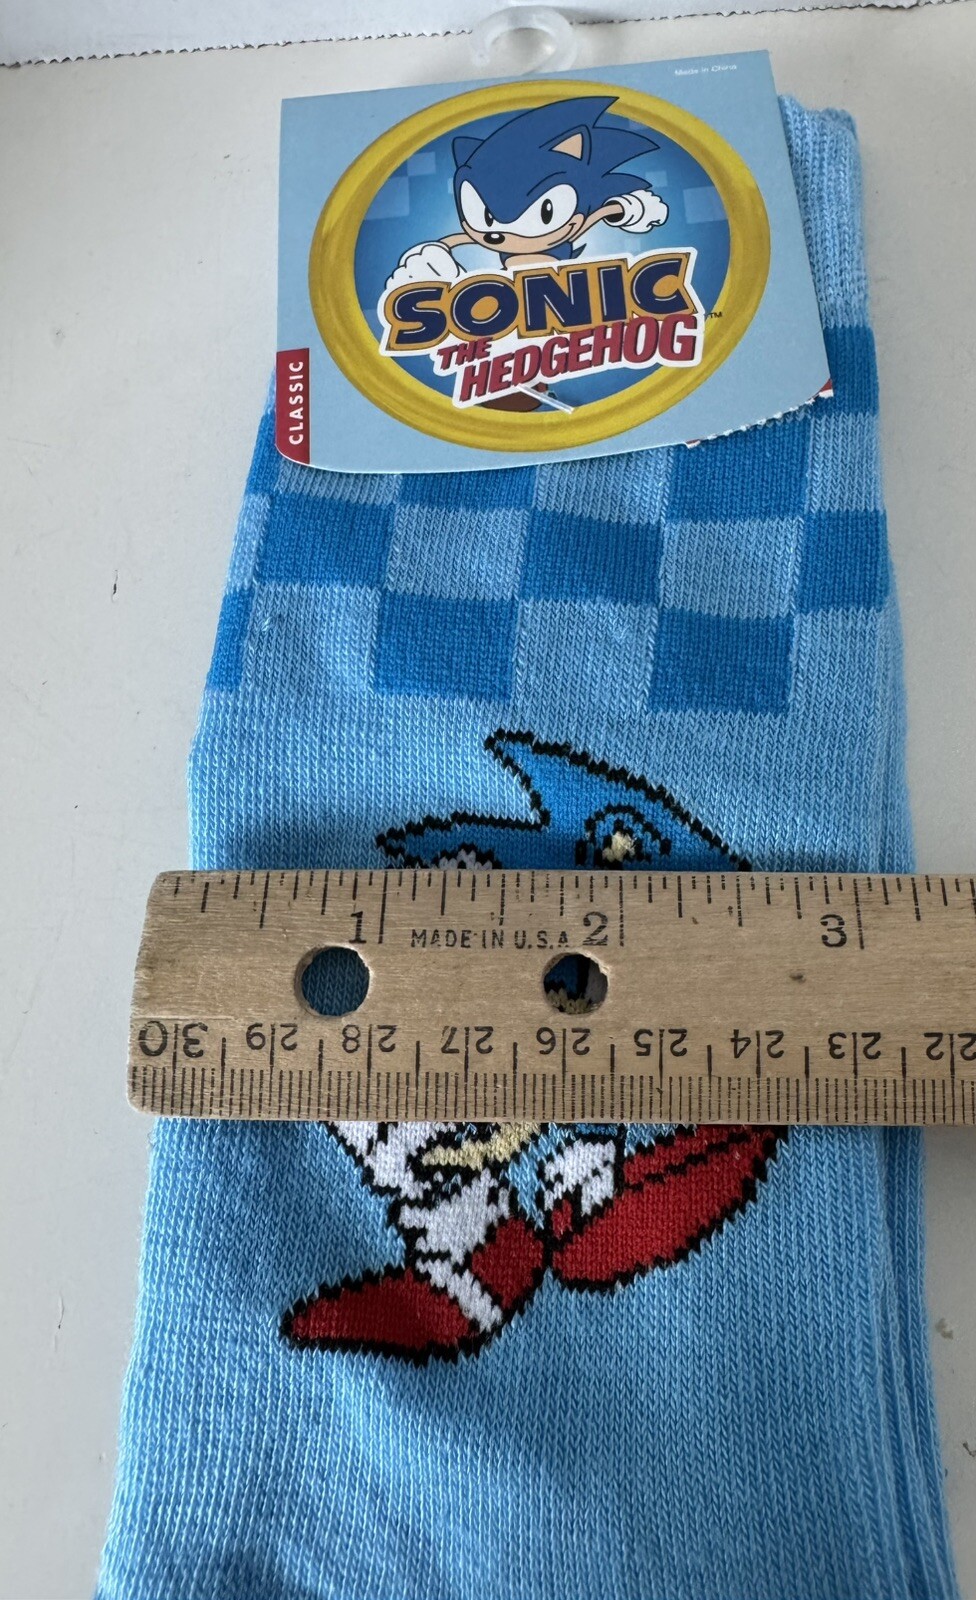 Made in China
SONIC
THE HEDGEHOG™
CLASSIC
1 MADE IN U.S.A 2 3
30 29 28 27 26 25 24 23 22